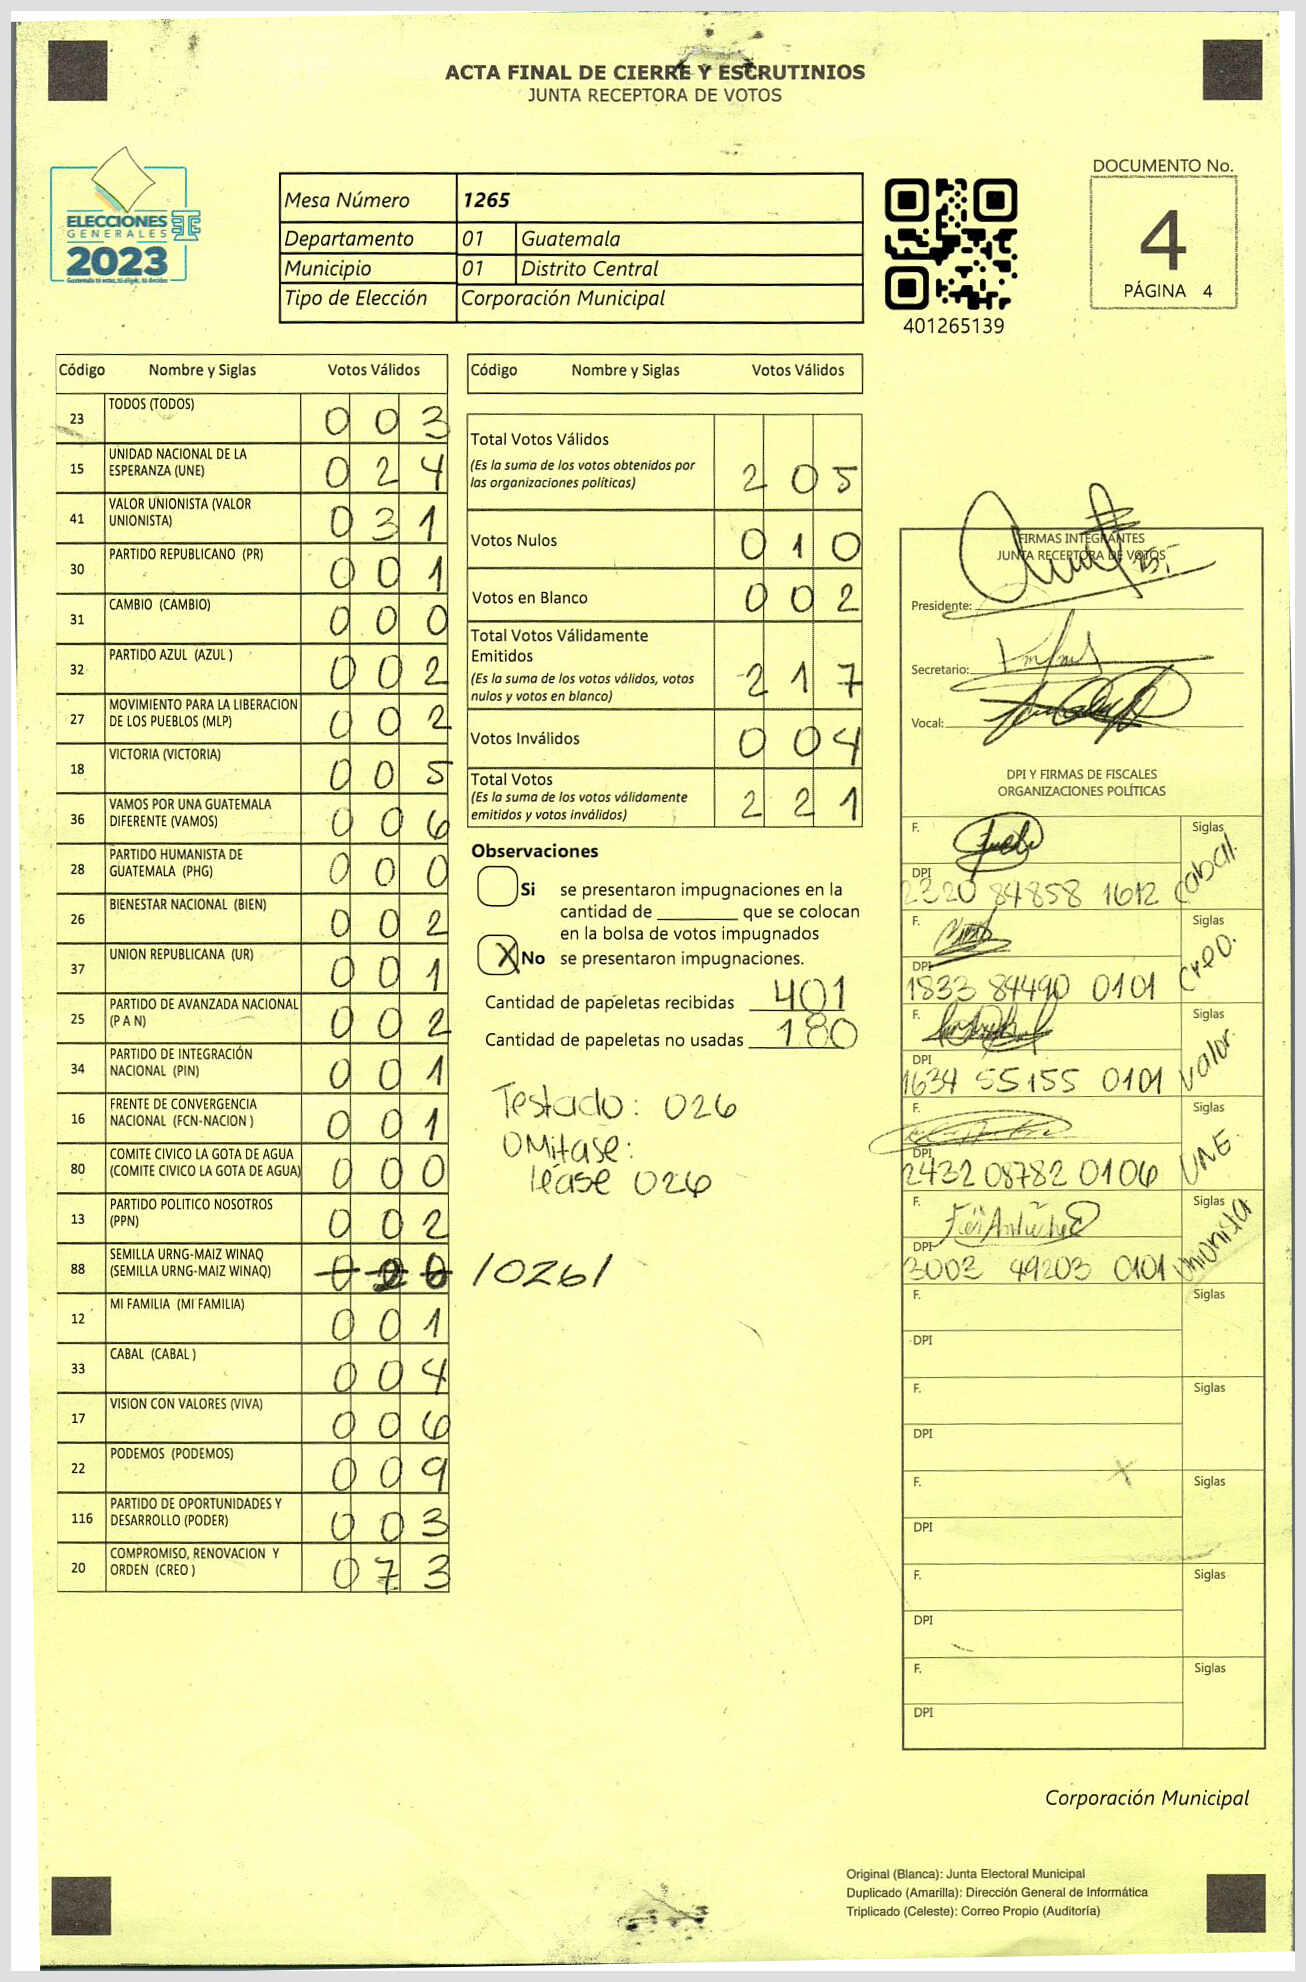 ACTA FINAL DE CIERRE Y ESCRUTINIOS
JUNTA RECEPTORA DE VOTOS
ELECCIONES
GENERALES
2023
Mesa Número 1265
Departamento 01 Guatemala
Municipio 01 Distrito Central
Tipo de Elección Corporación Municipal
401265139
DOCUMENTO No.
4
PÁGINA 4
Código Nombre y Siglas Votos Válidos
23 TODOS (TODOS) 0 0 3
15 UNIDAD NACIONAL DE LA ESPERANZA (UNE) 0 2 4
41 VALOR UNIONISTA (VALOR UNIONISTA) 0 3 1
30 PARTIDO REPUBLICANO (PR) 0 0 1
31 CAMBIO (CAMBIO) 0 0 0
32 PARTIDO AZUL (AZUL ) 0 0 2
27 MOVIMIENTO PARA LA LIBERACION DE LOS PUEBLOS (MLP) 0 0 2
18 VICTORIA (VICTORIA) 0 0 5
36 VAMOS POR UNA GUATEMALA DIFERENTE (VAMOS) 0 0 6
28 PARTIDO HUMANISTA DE GUATEMALA (PHG) 0 0 0
26 BIENESTAR NACIONAL (BIEN) 0 0 2
37 UNION REPUBLICANA (UR) 0 0 1
25 PARTIDO DE AVANZADA NACIONAL (P A N) 0 0 2
34 PARTIDO DE INTEGRACIÓN NACIONAL (PIN) 0 0 1
16 FRENTE DE CONVERGENCIA NACIONAL (FCN-NACION ) 0 0 1
80 COMITE CIVICO LA GOTA DE AGUA (COMITE CIVICO LA GOTA DE AGUA) 0 0 0
13 PARTIDO POLITICO NOSOTROS (PPN) 0 0 2
88 SEMILLA URNG-MAIZ WINAQ (SEMILLA URNG-MAIZ WINAQ) 0 2 6 /026/
12 MI FAMILIA (MI FAMILIA) 0 0 1
33 CABAL (CABAL ) 0 0 4
17 VISION CON VALORES (VIVA) 0 0 6
22 PODEMOS (PODEMOS) 0 0 9
116 PARTIDO DE OPORTUNIDADES Y DESARROLLO (PODER) 0 0 3
20 COMPROMISO, RENOVACION Y ORDEN (CREO ) 0 7 3
Código Nombre y Siglas Votos Válidos
Total Votos Válidos
(Es la suma de los votos obtenidos por
las organizaciones políticas) 2 0 5
Votos Nulos 0 1 0
Votos en Blanco 0 0 2
Total Votos Válidamente
Emitidos
(Es la suma de los votos válidos, votos
nulos y votos en blanco) 2 1 7
Votos Inválidos 0 0 4
Total Votos
(Es la suma de los votos válidamente
emitidos y votos inválidos) 2 2 1
Observaciones
Si se presentaron impugnaciones en la
cantidad de ________ que se colocan
en la bolsa de votos impugnados
X No se presentaron impugnaciones.
Cantidad de papeletas recibidas 401
Cantidad de papeletas no usadas 180
Testado: 026
OMitase:
léase 026
FIRMAS INTEGRANTES
JUNTA RECEPTORA DE VOTOS
Presidente:
Secretario:
Vocal:
DPI Y FIRMAS DE FISCALES
ORGANIZACIONES POLÍTICAS
F. Siglas
DPI 2320 84858 1612 Cabal.
F. Siglas
DPI 1833 84490 0101 Creo.
F. Siglas
DPI 1634 55155 0101 Valor.
F. Siglas
DPI 2432 08782 0106 UNE.
F. Siglas
DPI 3003 49203 0101 Unionista
F. Siglas
DPI
F. Siglas
DPI
F. Siglas
DPI
F. Siglas
DPI
F. Siglas
DPI
Corporación Municipal
Original (Blanca): Junta Electoral Municipal
Duplicado (Amarilla): Dirección General de Informática
Triplicado (Celeste): Correo Propio (Auditoría)